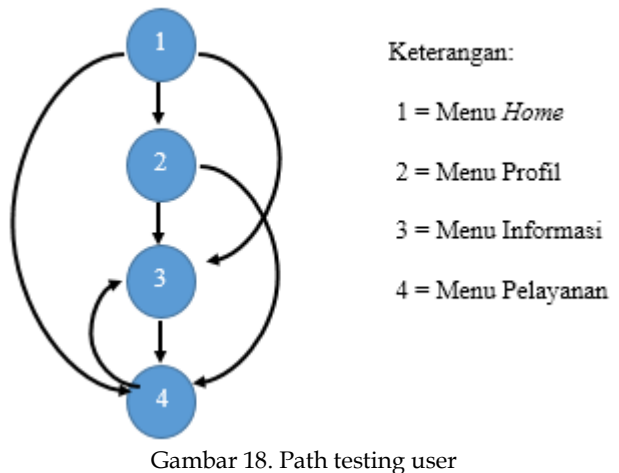 1
2
3
4
Keterangan:
1 = Menu Home
2 = Menu Profil
3 = Menu Informasi
4 = Menu Pelayanan
Gambar 18. Path testing user